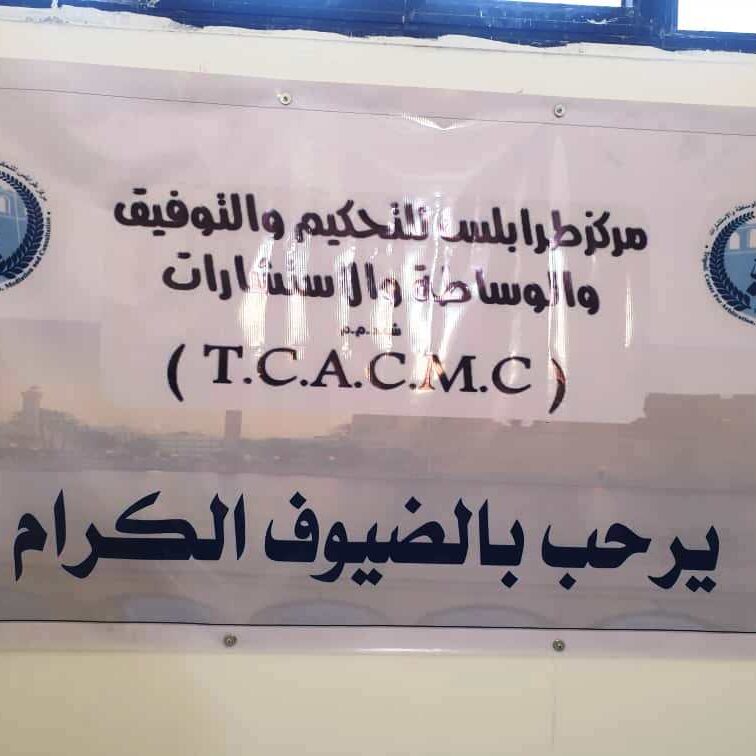 مركز طرابلس للتحكيم والتوفيق
والوساطة والاستشارات
ش.ذ.م.م
( T.C.A.C.M.C )
يرحب بالضيوف الكرام